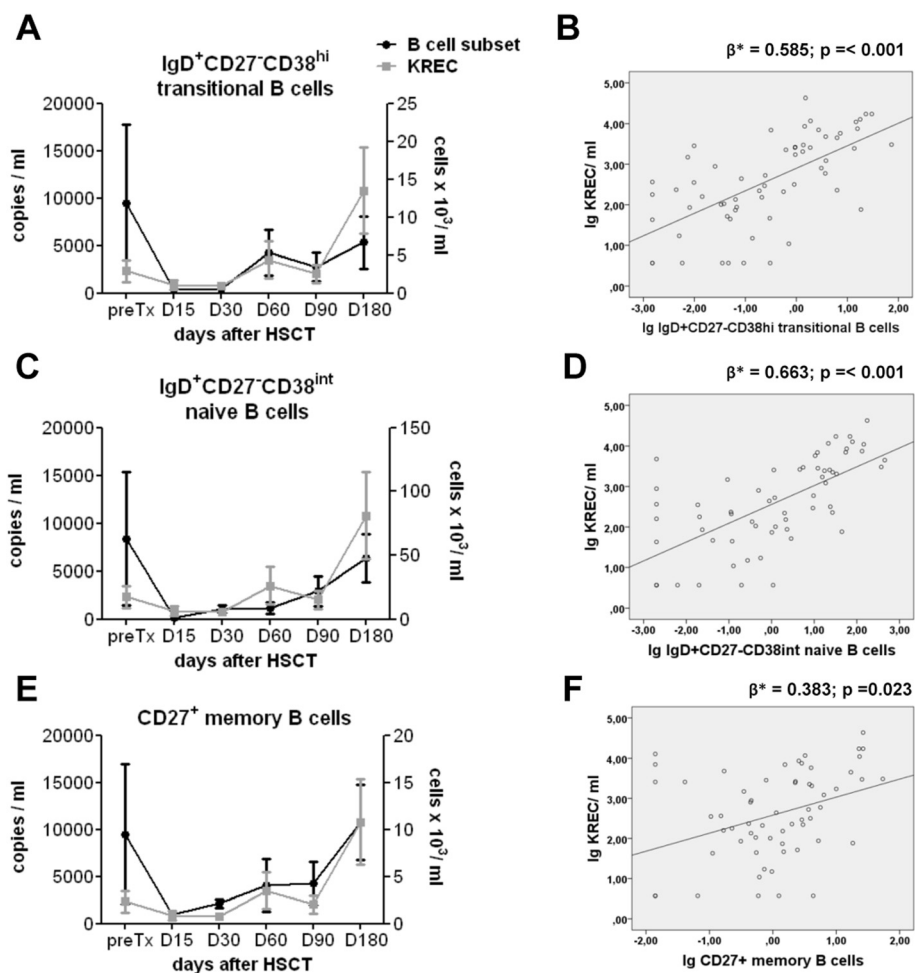 A
IgD⁺CD27⁻CD38ʰⁱ
transitional B cells
B cell subset
KREC
20000
15000
10000
5000
0
copies / ml
25
20
15
10
5
0
cells x 10³/ ml
preTx D15 D30 D60 D90 D180
days after HSCT
B
β* = 0.585; p =< 0.001
5,00
4,00
3,00
2,00
1,00
,00
lg KREC/ ml
-3,00 -2,00 -1,00 ,00 1,00 2,00
lg IgD+CD27-CD38hi transitional B cells
C
IgD⁺CD27⁻CD38ⁱⁿᵗ
naive B cells
20000
15000
10000
5000
0
copies / ml
150
100
50
0
cells x 10³/ ml
preTx D15 D30 D60 D90 D180
days after HSCT
D
β* = 0.663; p =< 0.001
5,00
4,00
3,00
2,00
1,00
,00
lg KREC/ ml
-3,00 -2,00 -1,00 ,00 1,00 2,00 3,00
lg IgD+CD27-CD38int naive B cells
E
CD27⁺ memory B cells
20000
15000
10000
5000
0
copies / ml
20
15
10
5
0
cells x 10³/ ml
preTx D15 D30 D60 D90 D180
days after HSCT
F
β* = 0.383; p =0.023
5,00
4,00
3,00
2,00
1,00
,00
lg KREC/ ml
-2,00 -1,00 ,00 1,00 2,00
lg CD27+ memory B cells